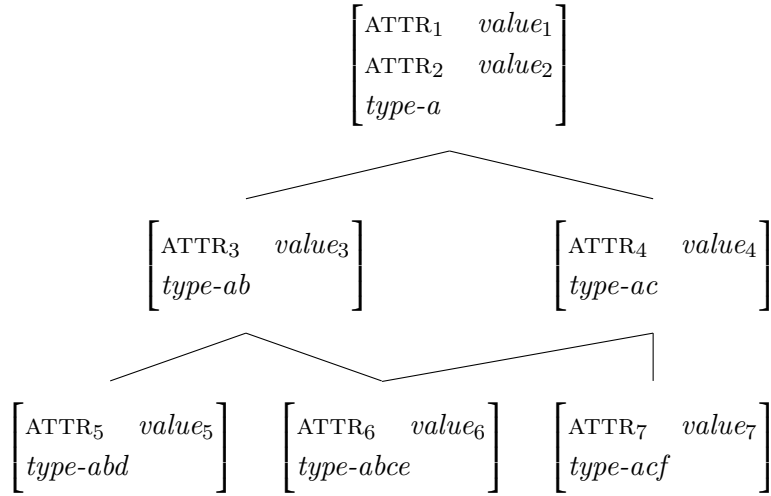 ATTR₁ value₁
ATTR₂ value₂
type-a
ATTR₃ value₃
type-ab
ATTR₄ value₄
type-ac
ATTR₅ value₅
type-abd
ATTR₆ value₆
type-abce
ATTR₇ value₇
type-acf